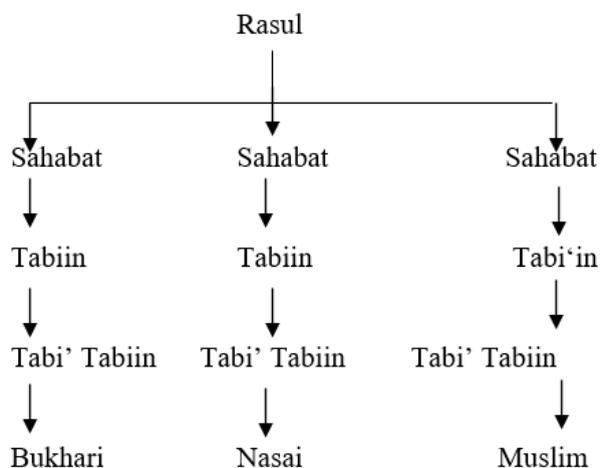 Rasul
Sahabat Sahabat Sahabat
Tabiin Tabiin Tabi‘in
Tabi’ Tabiin Tabi’ Tabiin Tabi’ Tabiin
Bukhari Nasai Muslim